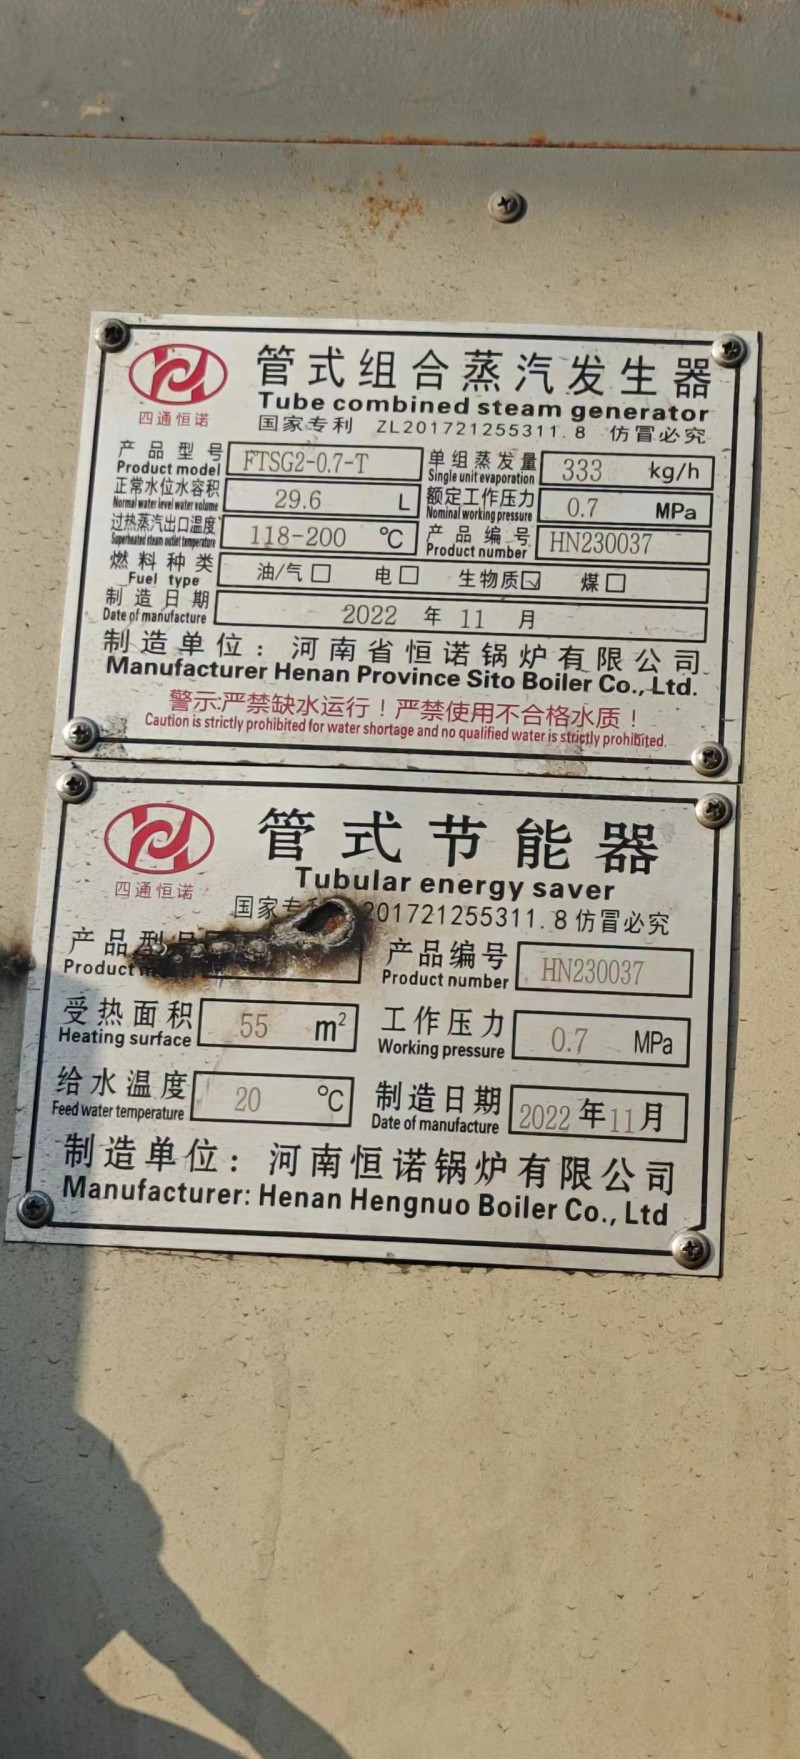 四通恒诺
管式组合蒸汽发生器
Tube combined steam generator
国家专利 ZL201721255311.8 仿冒必究
产品型号 FTSG2-0.7-T 单组蒸发量 333 kg/h
Product model Single unit evaporation
正常水位水容积 29.6 L 额定工作压力 0.7 MPa
Normal water level water volume Nominal working pressure
过热蒸汽出口温度 118-200 ℃ 产品编号 HN230037
Superheated steam outlet temperature Product number
燃料种类 油/气☐ 电☐ 生物质☑ 煤☐
Fuel type
制造日期 2022 年 11 月
Date of manufacture
制造单位：河南省恒诺锅炉有限公司
Manufacturer Henan Province Sito Boiler Co., Ltd.
警示:严禁缺水运行！严禁使用不合格水质！
Caution is strictly prohibited for water shortage and no qualified water is strictly prohibited.
四通恒诺
管式节能器
Tubular energy saver
国家专利 201721255311.8仿冒必究
产品型号 产品编号 HN230037
Product Product number
受热面积 55 m² 工作压力 0.7 MPa
Heating surface Working pressure
给水温度 20 ℃ 制造日期 2022年11月
Feed water temperature Date of manufacture
制造单位：河南恒诺锅炉有限公司
Manufacturer: Henan Hengnuo Boiler Co., Ltd